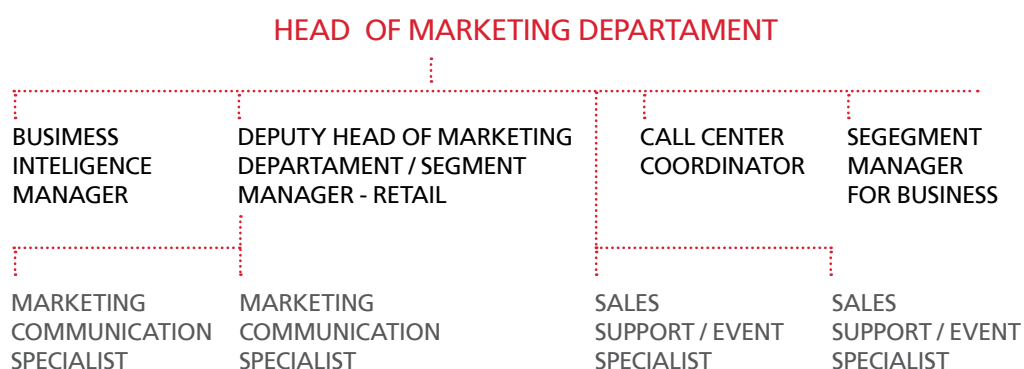 HEAD OF MARKETING DEPARTAMENT
BUSIMESS
INTELIGENCE
MANAGER
DEPUTY HEAD OF MARKETING
DEPARTAMENT / SEGMENT
MANAGER - RETAIL
CALL CENTER
COORDINATOR
SEGEGMENT
MANAGER
FOR BUSINESS
MARKETING
COMMUNICATION
SPECIALIST
MARKETING
COMMUNICATION
SPECIALIST
SALES
SUPPORT / EVENT
SPECIALIST
SALES
SUPPORT / EVENT
SPECIALIST